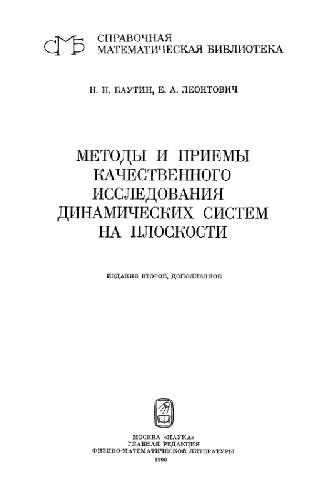 СМБ
СПРАВОЧНАЯ
МАТЕМАТИЧЕСКАЯ БИБЛИОТЕКА
Н. Н. БАУТИН, Е. А. ЛЕОНТОВИЧ
МЕТОДЫ И ПРИЕМЫ
КАЧЕСТВЕННОГО
ИССЛЕДОВАНИЯ
ДИНАМИЧЕСКИХ СИСТЕМ
НА ПЛОСКОСТИ
ИЗДАНИЕ ВТОРОЕ, ДОПОЛНЕННОЕ
МОСКВА «НАУКА»
ГЛАВНАЯ РЕДАКЦИЯ
ФИЗИКО-МАТЕМАТИЧЕСКОЙ ЛИТЕРАТУРЫ
1990